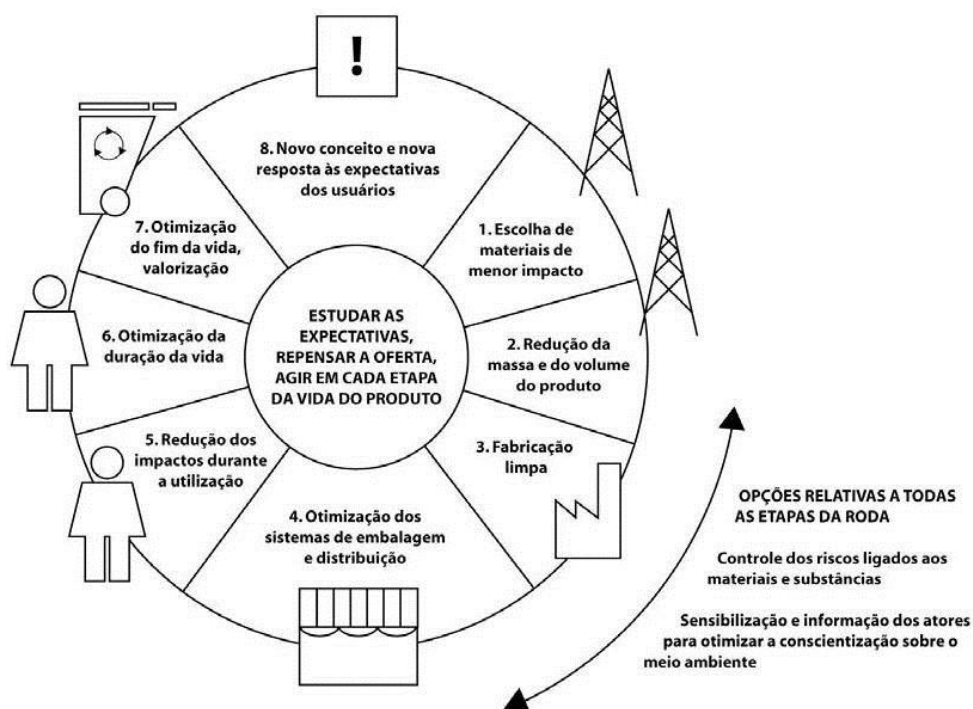 !
8. Novo conceito e nova
resposta às expectativas
dos usuários
1. Escolha de
materiais de
menor impacto
2. Redução da
massa e do volume
do produto
3. Fabricação
limpa
4. Otimização dos
sistemas de embalagem
e distribuição
5. Redução dos
impactos durante
a utilização
6. Otimização da
duração da vida
7. Otimização
do fim da vida,
valorização
ESTUDAR AS
EXPECTATIVAS,
REPENSAR A OFERTA,
AGIR EM CADA ETAPA
DA VIDA DO PRODUTO
OPÇÕES RELATIVAS A TODAS
AS ETAPAS DA RODA
Controle dos riscos ligados aos
materiais e substâncias
Sensibilização e informação dos atores
para otimizar a conscientização sobre o
meio ambiente